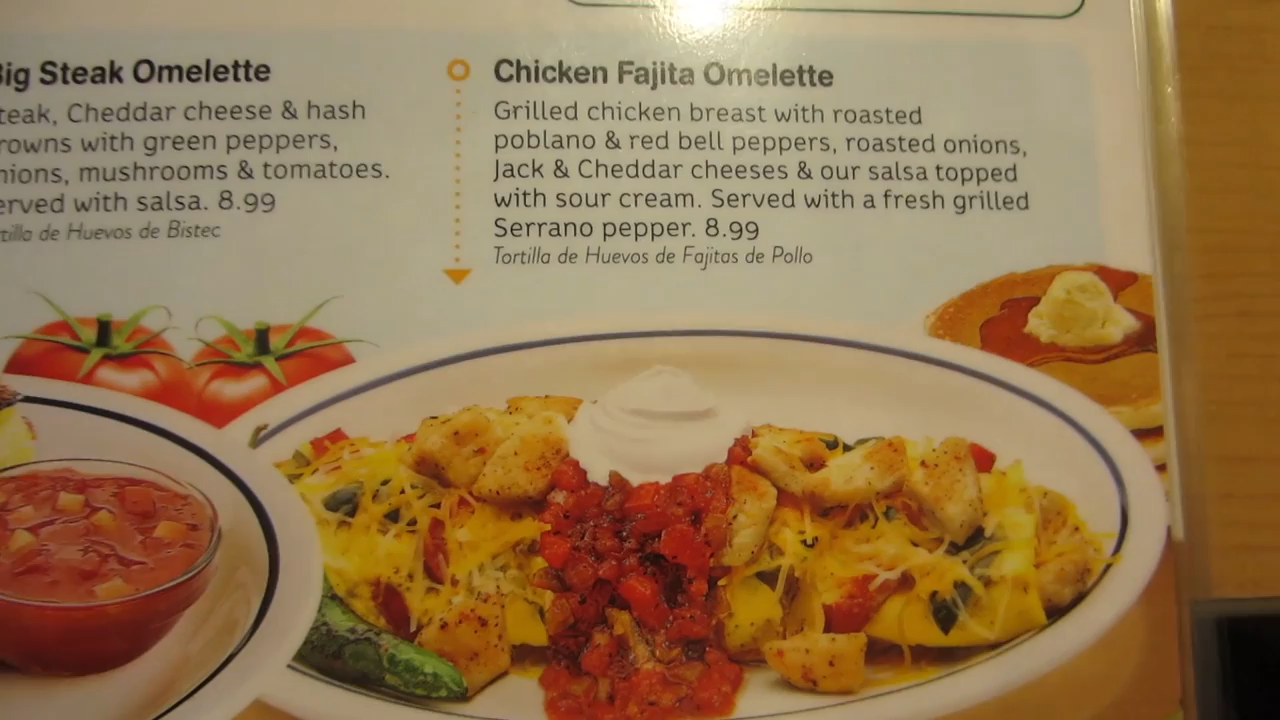 Big Steak Omelette
teak, Cheddar cheese & hash
rowns with green peppers,
nions, mushrooms & tomatoes.
erved with salsa. 8.99
tilla de Huevos de Bistec
Chicken Fajita Omelette
Grilled chicken breast with roasted
poblano & red bell peppers, roasted onions,
Jack & Cheddar cheeses & our salsa topped
with sour cream. Served with a fresh grilled
Serrano pepper. 8.99
Tortilla de Huevos de Fajitas de Pollo